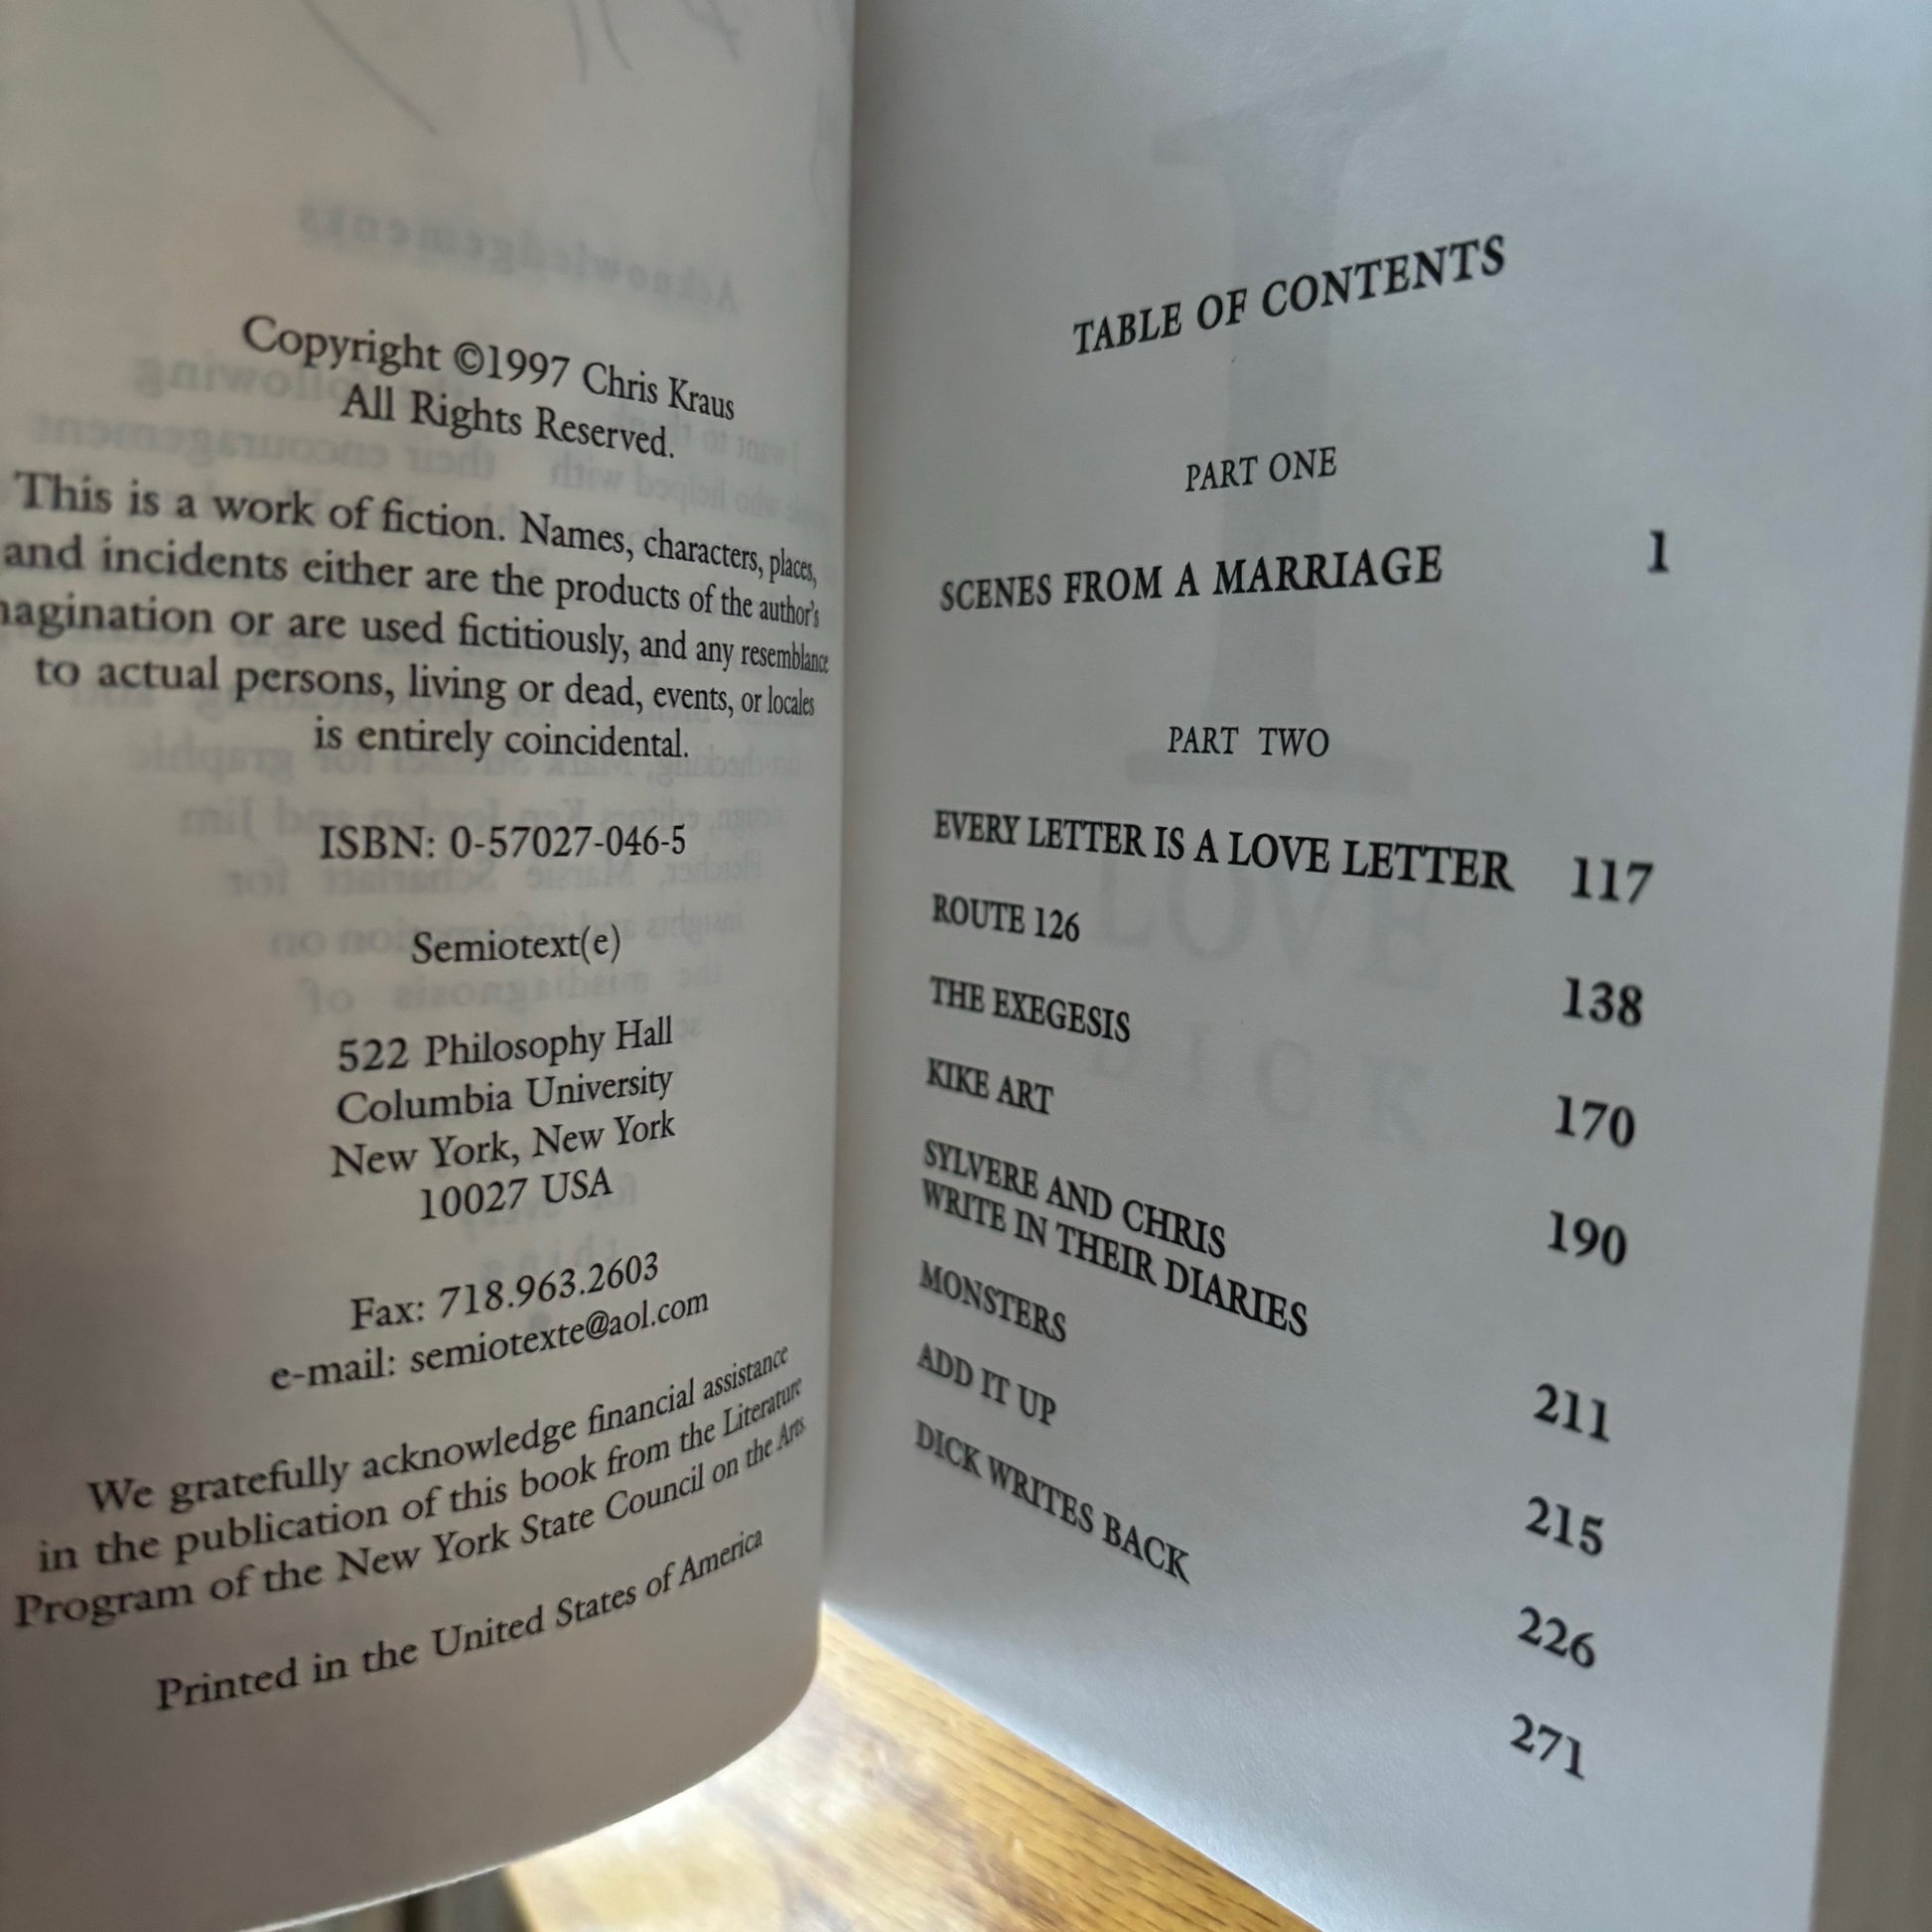 Copyright ©1997 Chris Kraus
All Rights Reserved.
This is a work of fiction. Names, characters, places,
and incidents either are the products of the author's
magination or are used fictitiously, and any resemblance
to actual persons, living or dead, events, or locales
is entirely coincidental.
ISBN: 0-57027-046-5
Semiotext(e)
522 Philosophy Hall
Columbia University
New York, New York
10027 USA
Fax: 718.963.2603
e-mail: semiotexte@aol.com
We gratefully acknowledge financial assistance
in the publication of this book from the Literature
Program of the New York State Council on the Arts.
Printed in the United States of America
TABLE OF CONTENTS
PART ONE
SCENES FROM A MARRIAGE 1
PART TWO
EVERY LETTER IS A LOVE LETTER 117
ROUTE 126 138
THE EXEGESIS 170
KIKE ART 190
SYLVERE AND CHRIS
WRITE IN THEIR DIARIES 211
MONSTERS 215
ADD IT UP 226
DICK WRITES BACK 271